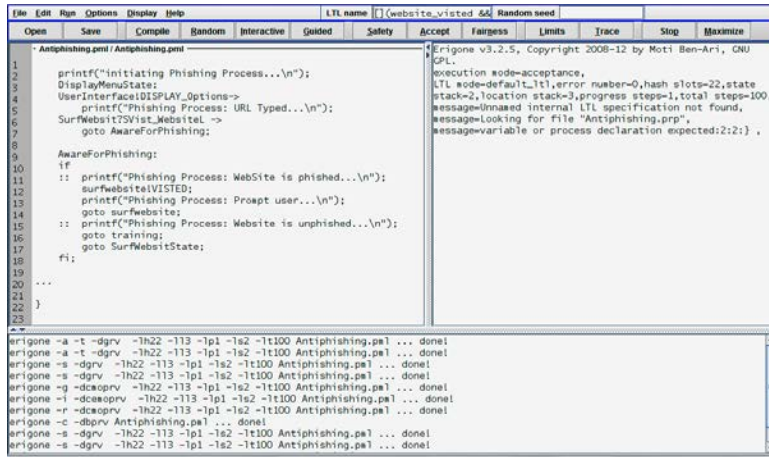 File Edit Run Options Display Help LTL name [](website_visted && Random seed
Open Save Compile Random Interactive Guided Safety Accept Fairness Limits Trace Stop Maximize
Antiphishing.pml / Antiphishing.pml
1
2 printf("initiating Phishing Process...\n");
3 DisplayMenuState:
4 UserInterface!DISPLAY_Options->
5 printf("Phishing Process: URL Typed...\n");
6 SurfWebsit?SVist_WebsiteL ->
7 goto AwareForPhishing;
8
9 AwareForPhishing:
10 if
11 :: printf("Phishing Process: WebSite is phished...\n");
12 surfwebsite!VISTED;
13 printf("Phishing Process: Prompt user...\n");
14 goto surfwebsite;
15 :: printf("Phishing Process: Website is unphished...\n");
16 goto training;
17 goto SurfWebsitState;
18 fi;
19
20 ...
21
22 }
23
Erigone v3.2.5, Copyright 2008-12 by Moti Ben-Ari, GNU
GPL.
execution mode=acceptance,
LTL mode=default_ltl,error number=0,hash slots=22,state
stack=2,location stack=3,progress steps=1,total steps=100,
message=Unnamed internal LTL specification not found,
message=Looking for file "Antiphishing.prp",
message=variable or process declaration expected:2:2:} ,
erigone -a -t -dgrv -lh22 -ll3 -lp1 -ls2 -lt100 Antiphishing.pml ... done!
erigone -a -t -dgrv -lh22 -ll3 -lp1 -ls2 -lt100 Antiphishing.pml ... done!
erigone -s -dgrv -lh22 -ll3 -lp1 -ls2 -lt100 Antiphishing.pml ... done!
erigone -s -dgrv -lh22 -ll3 -lp1 -ls2 -lt100 Antiphishing.pml ... done!
erigone -g -dcmoprv -lh22 -ll3 -lp1 -ls2 -lt100 Antiphishing.pml ... done!
erigone -i -dcemoprv -lh22 -ll3 -lp1 -ls2 -lt100 Antiphishing.pml ... done!
erigone -r -dcmoprv -lh22 -ll3 -lp1 -ls2 -lt100 Antiphishing.pml ... done!
erigone -c -dbprv Antiphishing.pml ... done!
erigone -s -dgrv -lh22 -ll3 -lp1 -ls2 -lt100 Antiphishing.pml ... done!
erigone -s -dgrv -lh22 -ll3 -lp1 -ls2 -lt100 Antiphishing.pml ... done!